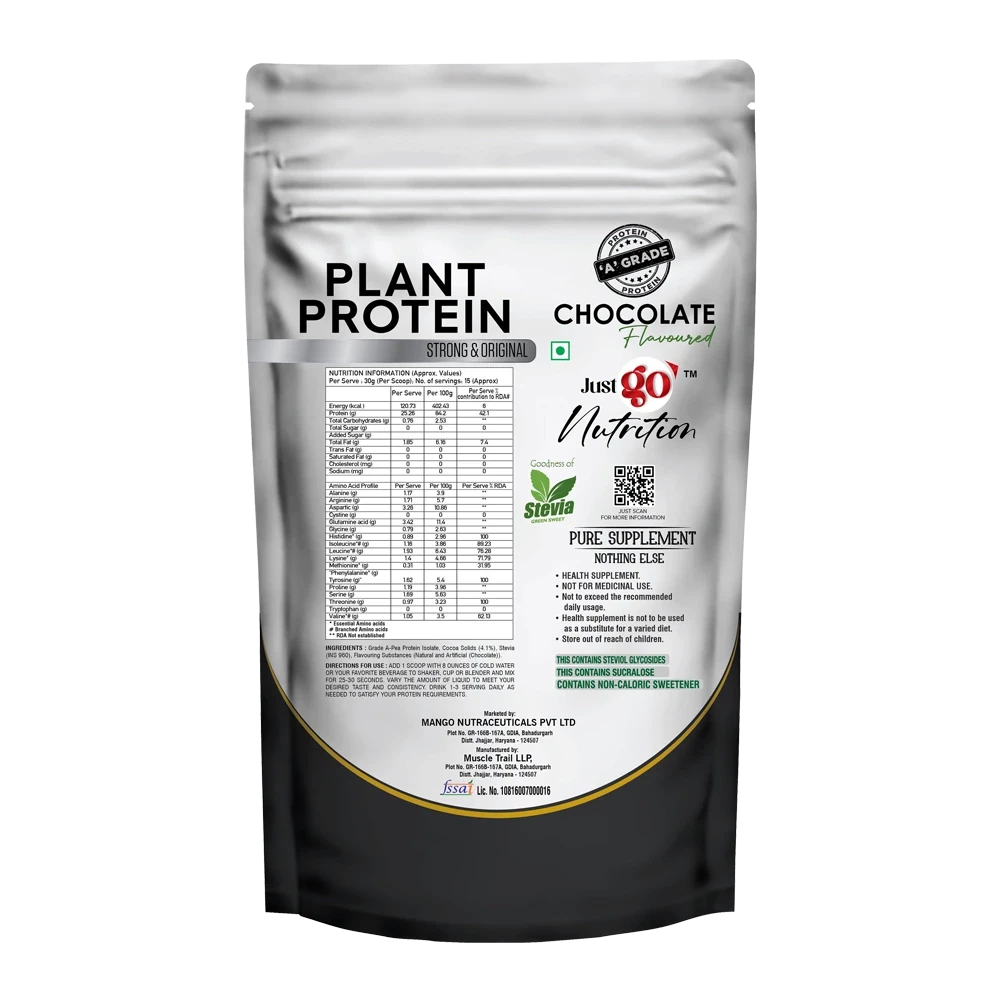 PROTEIN
'A' GRADE
PROTEIN
PLANT
PROTEIN
STRONG & ORIGINAL
CHOCOLATE
Flavoured
Just go ™
Nutrition
NUTRITION INFORMATION (Approx. Values)
Per Serve : 30g (Per Scoop); No. of servings: 15 (Approx)
Per Serve Per 100g Per Serve % contribution to RDA#
Energy (kcal) 120.73 402.43 6
Protein (g) 25.26 84.2 42.1
Total Carbohydrates (g) 0.76 2.53 **
Total Sugar (g) 0 0 0
Added Sugar (g)
Total Fat (g) 1.85 6.16 7.4
Trans Fat (g) 0 0 0
Saturated Fat (g) 0 0 0
Cholesterol (mg) 0 0 0
Sodium (mg) 0 0 0
Amino Acid Profile Per Serve Per 100g Per Serve % RDA
Alanine (g) 1.17 3.9 **
Arginine (g) 1.71 5.7 **
Aspartic (g) 3.26 10.86 **
Cystine (g) 0 0 0
Glutamine acid (g) 3.42 11.4 **
Glycine (g) 0.79 2.63 **
Histidine* (g) 0.89 2.96 100
Isoleucine*# (g) 1.16 3.86 89.23
Leucine*# (g) 1.93 6.43 76.28
Lysine* (g) 1.4 4.66 71.79
Methionine* (g) 0.31 1.03 31.95
*Phenylalanine* (g)
Tyrosine (g) 1.62 5.4 100
Proline (g) 1.19 3.96 **
Serine (g) 1.69 5.63 **
Threonine (g) 0.97 3.23 100
Tryptophan (g) 0 0 0
Valine*# (g) 1.05 3.5 62.13
* Essential Amino acids
# Branched Amino acids
** RDA Not established
INGREDIENTS : Grade A-Pea Protein Isolate, Cocoa Solids (4.1%), Stevia
(INS 960), Flavouring Substances (Natural and Artificial (Chocolate)).
DIRECTIONS FOR USE : ADD 1 SCOOP WITH 8 OUNCES OF COLD WATER
OR YOUR FAVORITE BEVERAGE TO SHAKER, CUP OR BLENDER AND MIX
FOR 25-30 SECONDS. VARY THE AMOUNT OF LIQUID TO MEET YOUR
DESIRED TASTE AND CONSISTENCY. DRINK 1-3 SERVING DAILY AS
NEEDED TO SATISFY YOUR PROTEIN REQUIREMENTS.
Goodness of
Stevia
GREEN SWEET
JUST SCAN
FOR MORE INFORMATION
PURE SUPPLEMENT
NOTHING ELSE
• HEALTH SUPPLEMENT.
• NOT FOR MEDICINAL USE.
• Not to exceed the recommended
daily usage.
• Health supplement is not to be used
as a substitute for a varied diet.
• Store out of reach of children.
THIS CONTAINS STEVIOL GLYCOSIDES
THIS CONTAINS SUCRALOSE
CONTAINS NON-CALORIC SWEETENER
Marketed by:
MANGO NUTRACEUTICALS PVT LTD
Plot No. GR-166B-167A, GDIA, Bahadurgarh
Distt. Jhajjar, Haryana - 124507
Manufactured by:
Muscle Trail LLP,
Plot No. GR-166B-167A, GDIA, Bahadurgarh
Distt. Jhajjar, Haryana - 124507
fssai Lic. No. 10816007000016